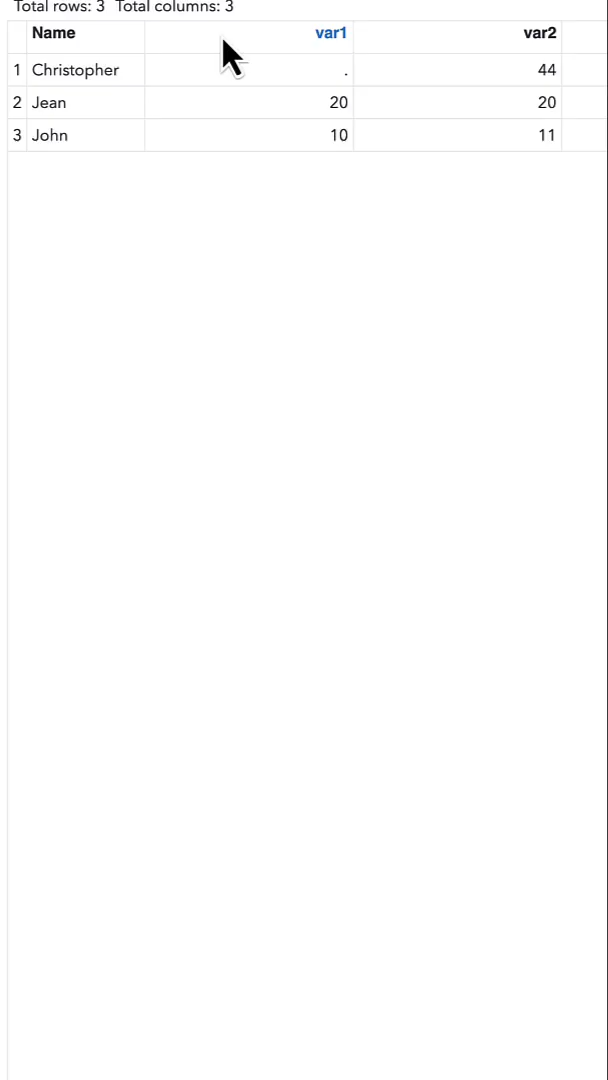 Total rows: 3 Total columns: 3
Name var1 var2
1 Christopher . 44
2 Jean 20 20
3 John 10 11